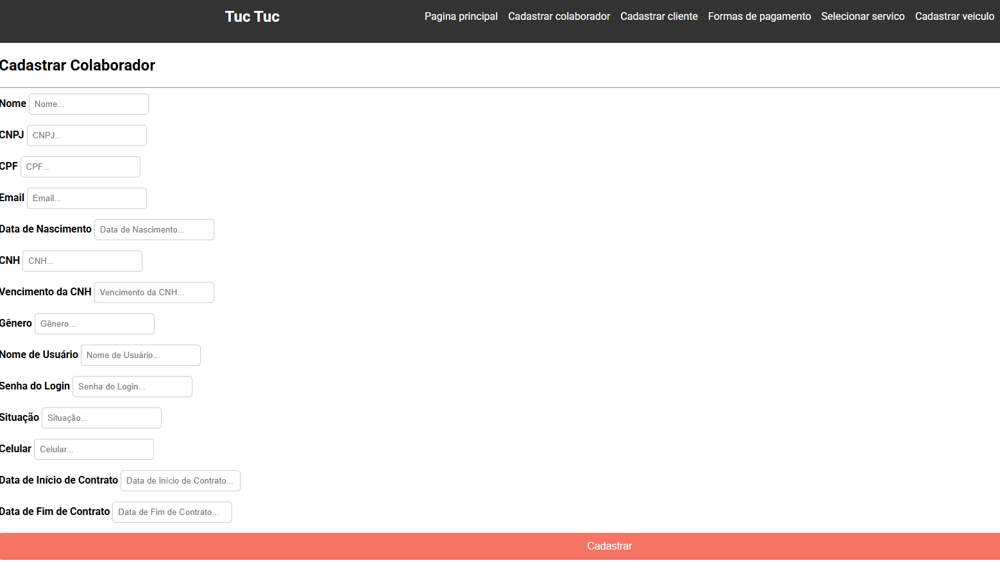 Tuc Tuc Pagina principal Cadastrar colaborador Cadastrar cliente Formas de pagamento Selecionar servico Cadastrar veiculo
Cadastrar Colaborador
Nome Nome...
CNPJ CNPJ...
CPF CPF...
Email Email...
Data de Nascimento Data de Nascimento...
CNH CNH...
Vencimento da CNH Vencimento da CNH...
Gênero Gênero...
Nome de Usuário Nome de Usuário...
Senha do Login Senha do Login...
Situação Situação...
Celular Celular...
Data de Início de Contrato Data de Início de Contrato...
Data de Fim de Contrato Data de Fim de Contrato...
Cadastrar